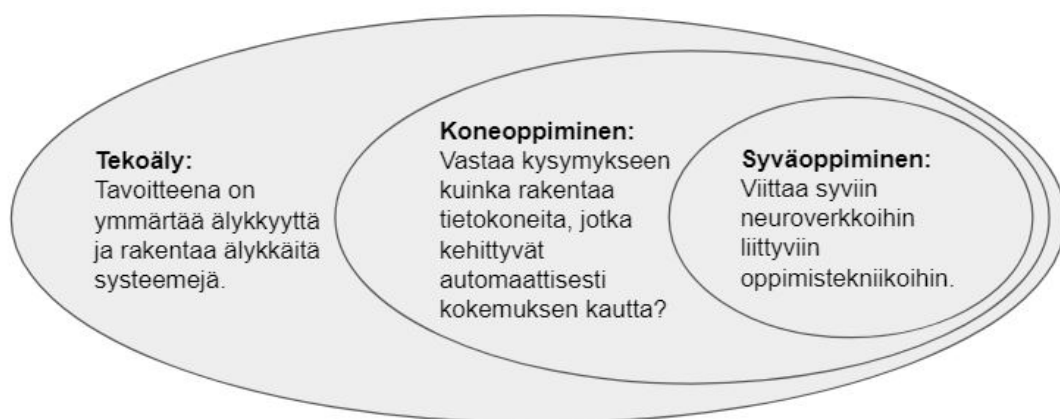 Tekoäly:
Tavoitteena on
ymmärtää älykkyyttä
ja rakentaa älykkäitä
systeemejä.
Koneoppiminen:
Vastaa kysymykseen
kuinka rakentaa
tietokoneita, jotka
kehittyvät
automaattisesti
kokemuksen kautta?
Syväoppiminen:
Viittaa syviin
neuroverkkoihin
liittyviin
oppimistekniikoihin.